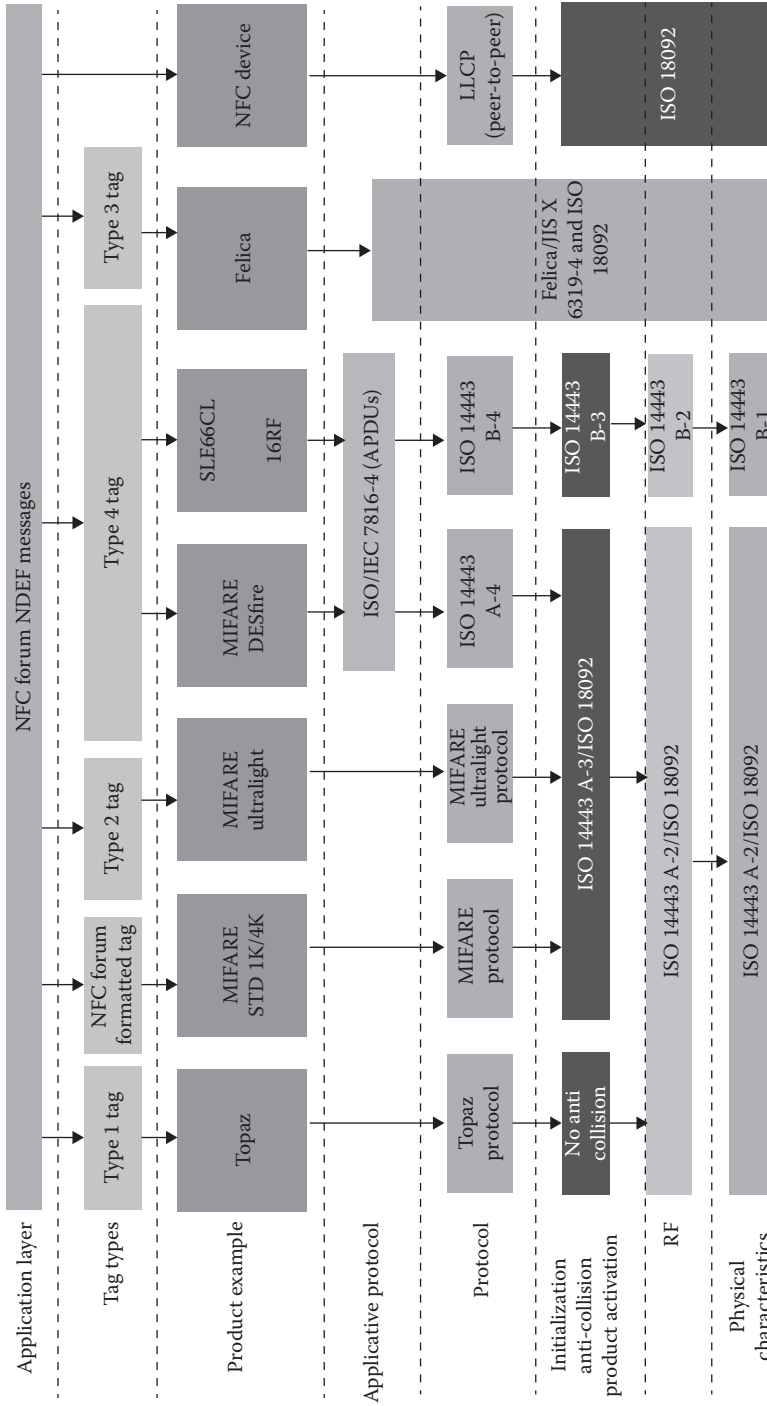 Application layer
NFC forum NDEF messages
Tag types
Type 1 tag
NFC forum
formatted tag
Type 2 tag
Type 4 tag
Type 3 tag
Product example
Topaz
MIFARE
STD 1K/4K
MIFARE
ultralight
MIFARE
DESfire
SLE66CL
16RF
Felica
NFC device
Applicative protocol
ISO/IEC 7816-4 (APDUs)
Protocol
Topaz
protocol
MIFARE
protocol
MIFARE
ultralight
protocol
ISO 14443
A-4
ISO 14443
B-4
Felica/JIS X
6319-4 and ISO
18092
LLCP
(peer-to-peer)
Initialization
anti-collision
product activation
No anti
collision
ISO 14443 A-3/ISO 18092
ISO 14443
B-3
ISO 18092
RF
ISO 14443 A-2/ISO 18092
ISO 14443
B-2
Physical
characteristics
ISO 14443 A-2/ISO 18092
ISO 14443
B-1